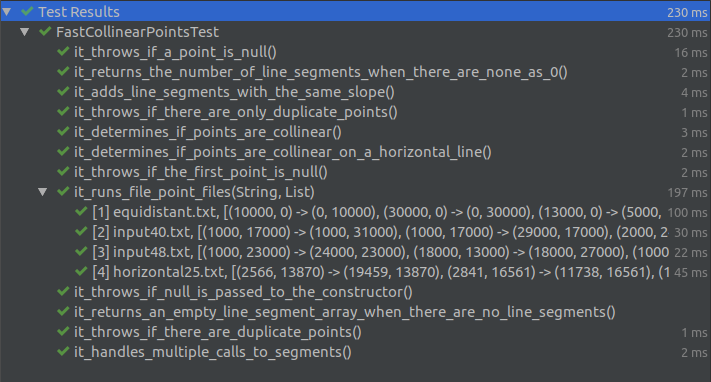 Test Results 230 ms
FastCollinearPointsTest 230 ms
it_throws_if_a_point_is_null() 16 ms
it_returns_the_number_of_line_segments_when_there_are_none_as_0() 2 ms
it_adds_line_segments_with_the_same_slope() 4 ms
it_throws_if_there_are_only_duplicate_points() 1 ms
it_determines_if_points_are_collinear() 3 ms
it_determines_if_points_are_collinear_on_a_horizontal_line() 2 ms
it_throws_if_the_first_point_is_null() 2 ms
it_runs_file_point_files(String, List) 197 ms
[1] equidistant.txt, [(10000, 0) -> (0, 10000), (30000, 0) -> (0, 30000), (13000, 0) -> (5000, 100 ms
[2] input40.txt, [(1000, 17000) -> (1000, 31000), (1000, 17000) -> (29000, 17000), (2000, 2 30 ms
[3] input48.txt, [(1000, 23000) -> (24000, 23000), (18000, 13000) -> (18000, 27000), (1000 22 ms
[4] horizontal25.txt, [(2566, 13870) -> (19459, 13870), (2841, 16561) -> (11738, 16561), (1 45 ms
it_throws_if_null_is_passed_to_the_constructor()
it_returns_an_empty_line_segment_array_when_there_are_no_line_segments()
it_throws_if_there_are_duplicate_points() 1 ms
it_handles_multiple_calls_to_segments() 2 ms